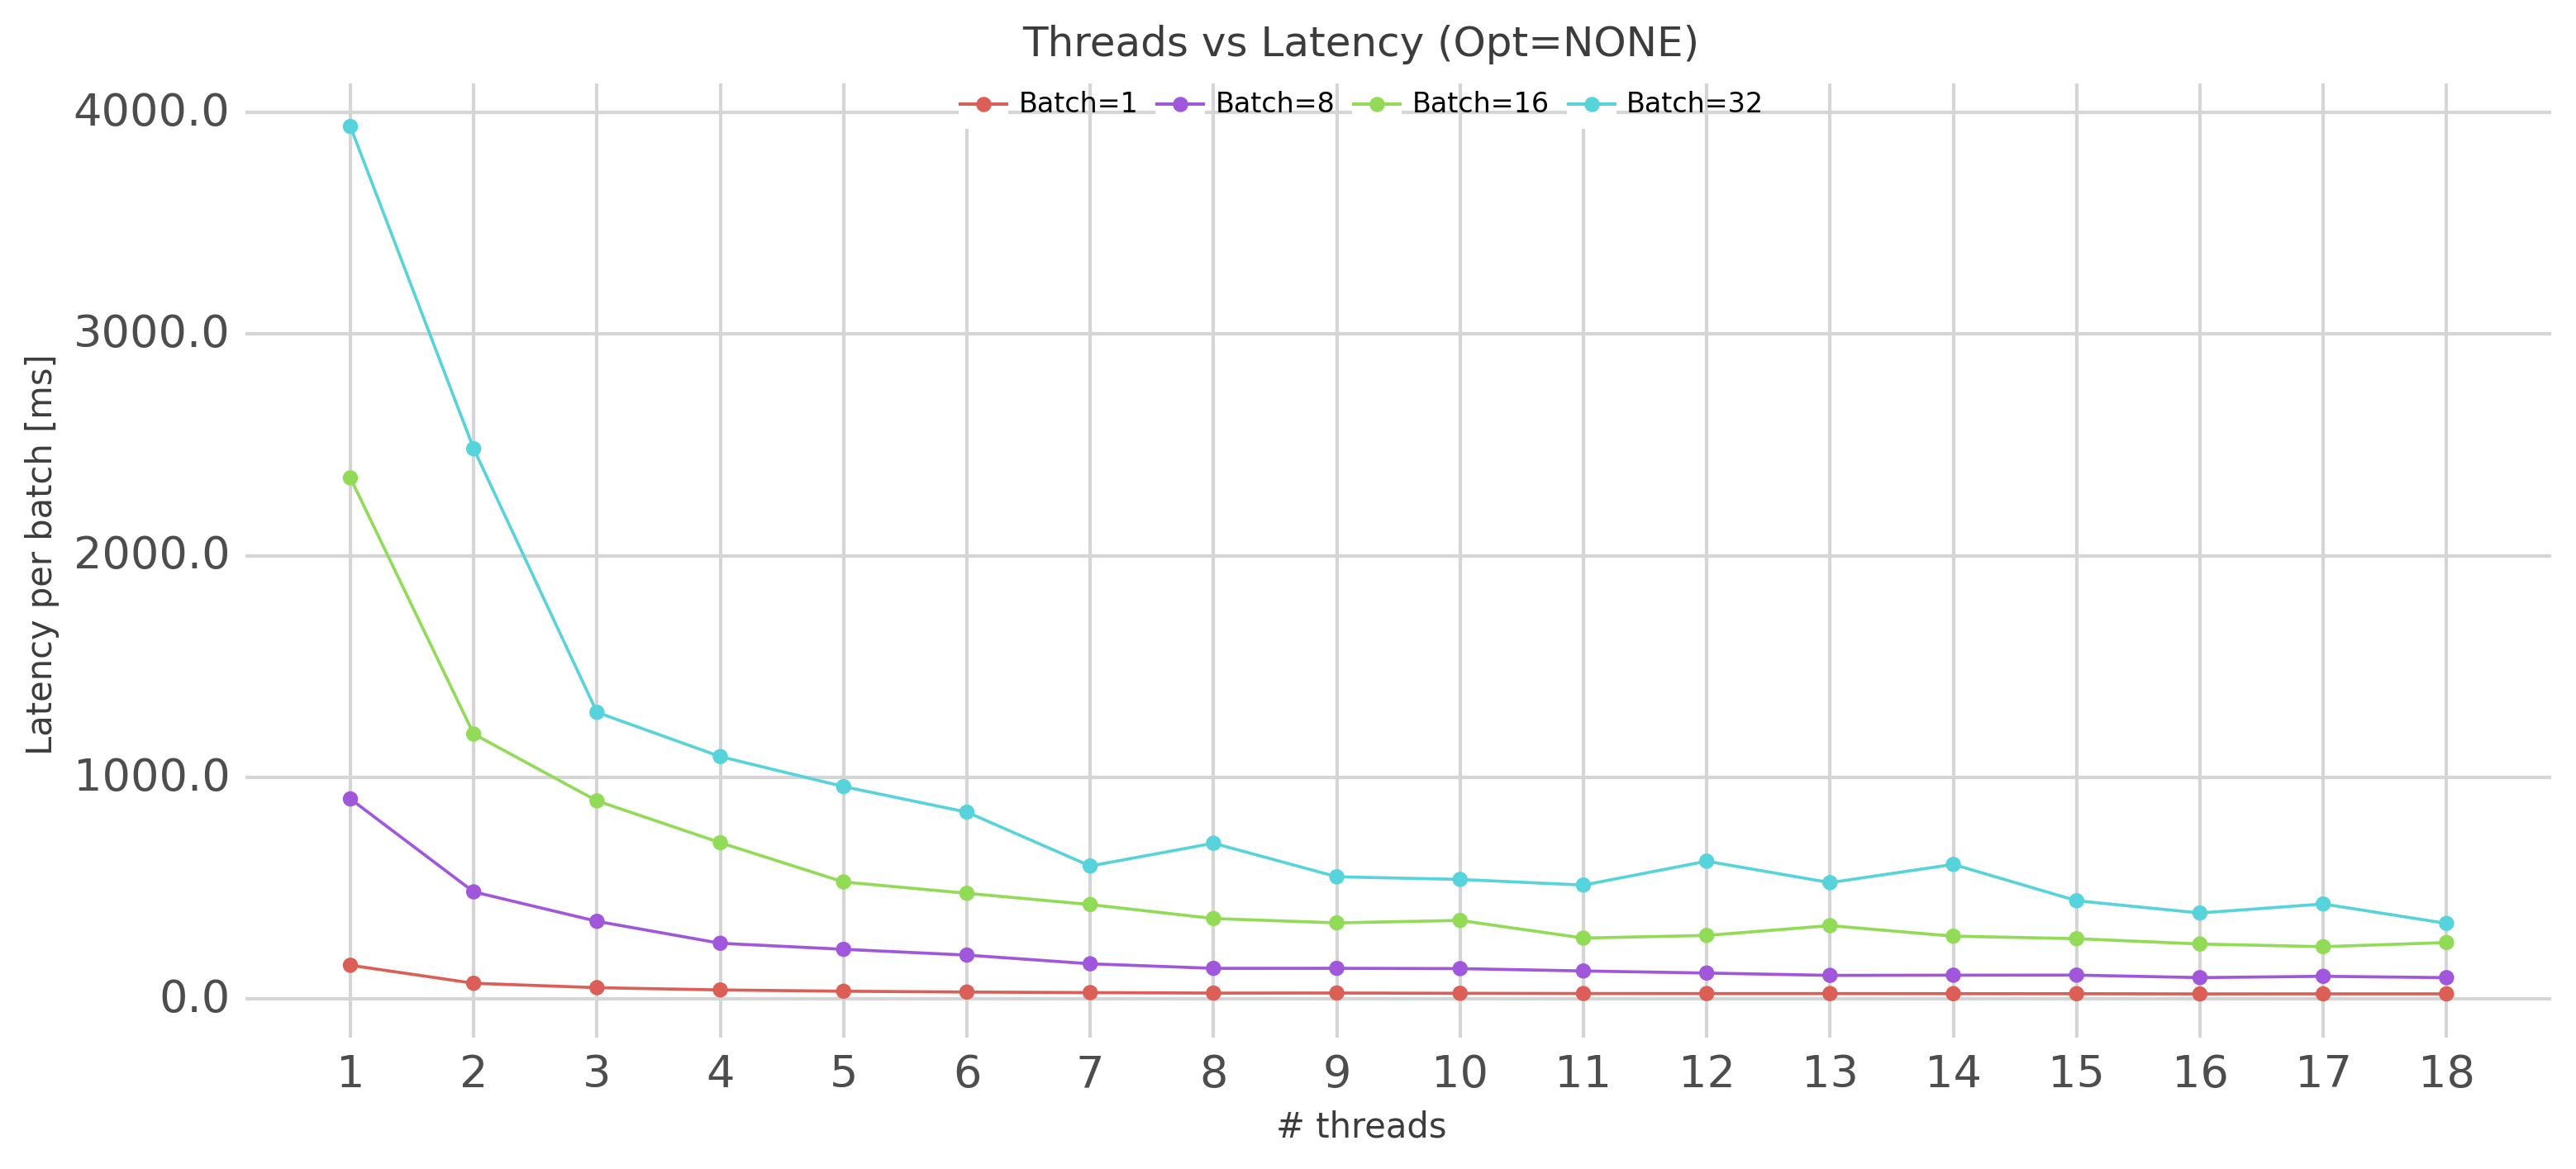 Threads vs Latency (Opt=NONE)
Batch=1 Batch=8 Batch=16 Batch=32
Latency per batch [ms]
4000.0
3000.0
2000.0
1000.0
0.0
1 2 3 4 5 6 7 8 9 10 11 12 13 14 15 16 17 18
# threads